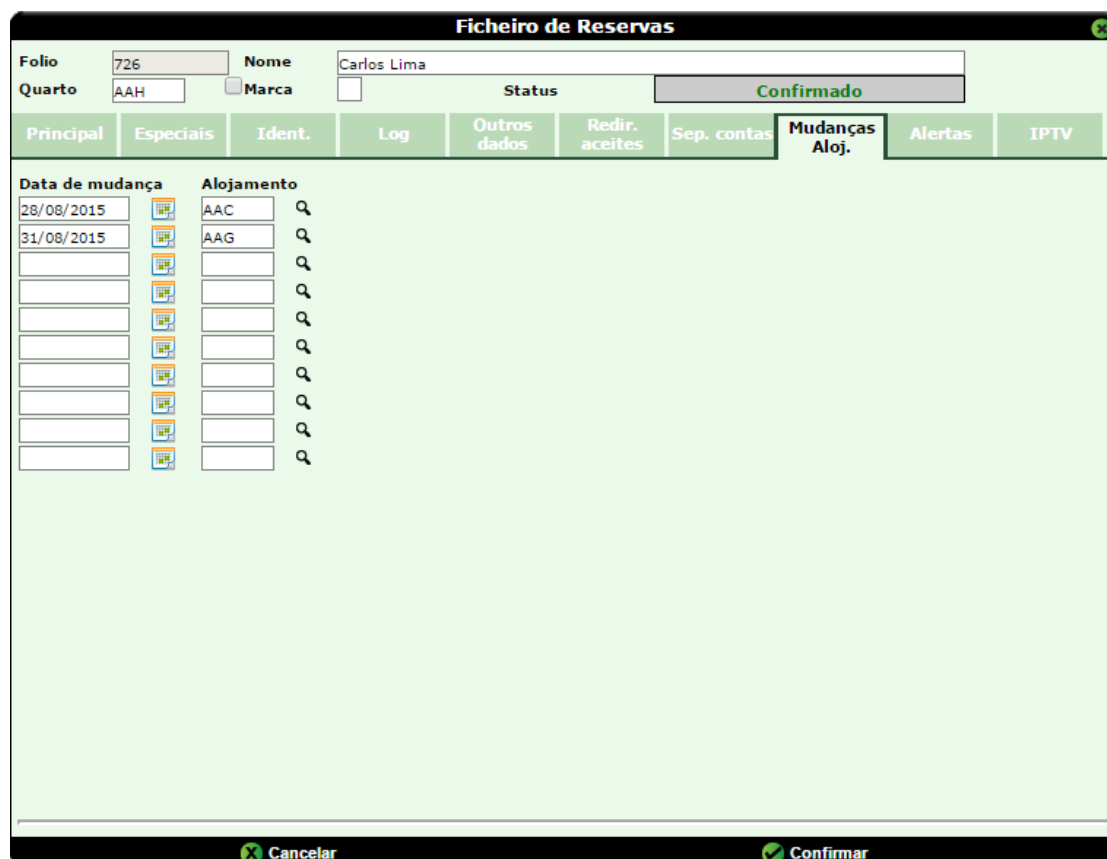 Ficheiro de Reservas
Folio 726 Nome Carlos Lima
Quarto AAH Marca Status Confirmado
Principal Especiais Ident. Log Outros dados Redir. aceites Sep. contas Mudanças Aloj. Alertas IPTV
Data de mudança Alojamento
28/08/2015 AAC
31/08/2015 AAG
Cancelar Confirmar